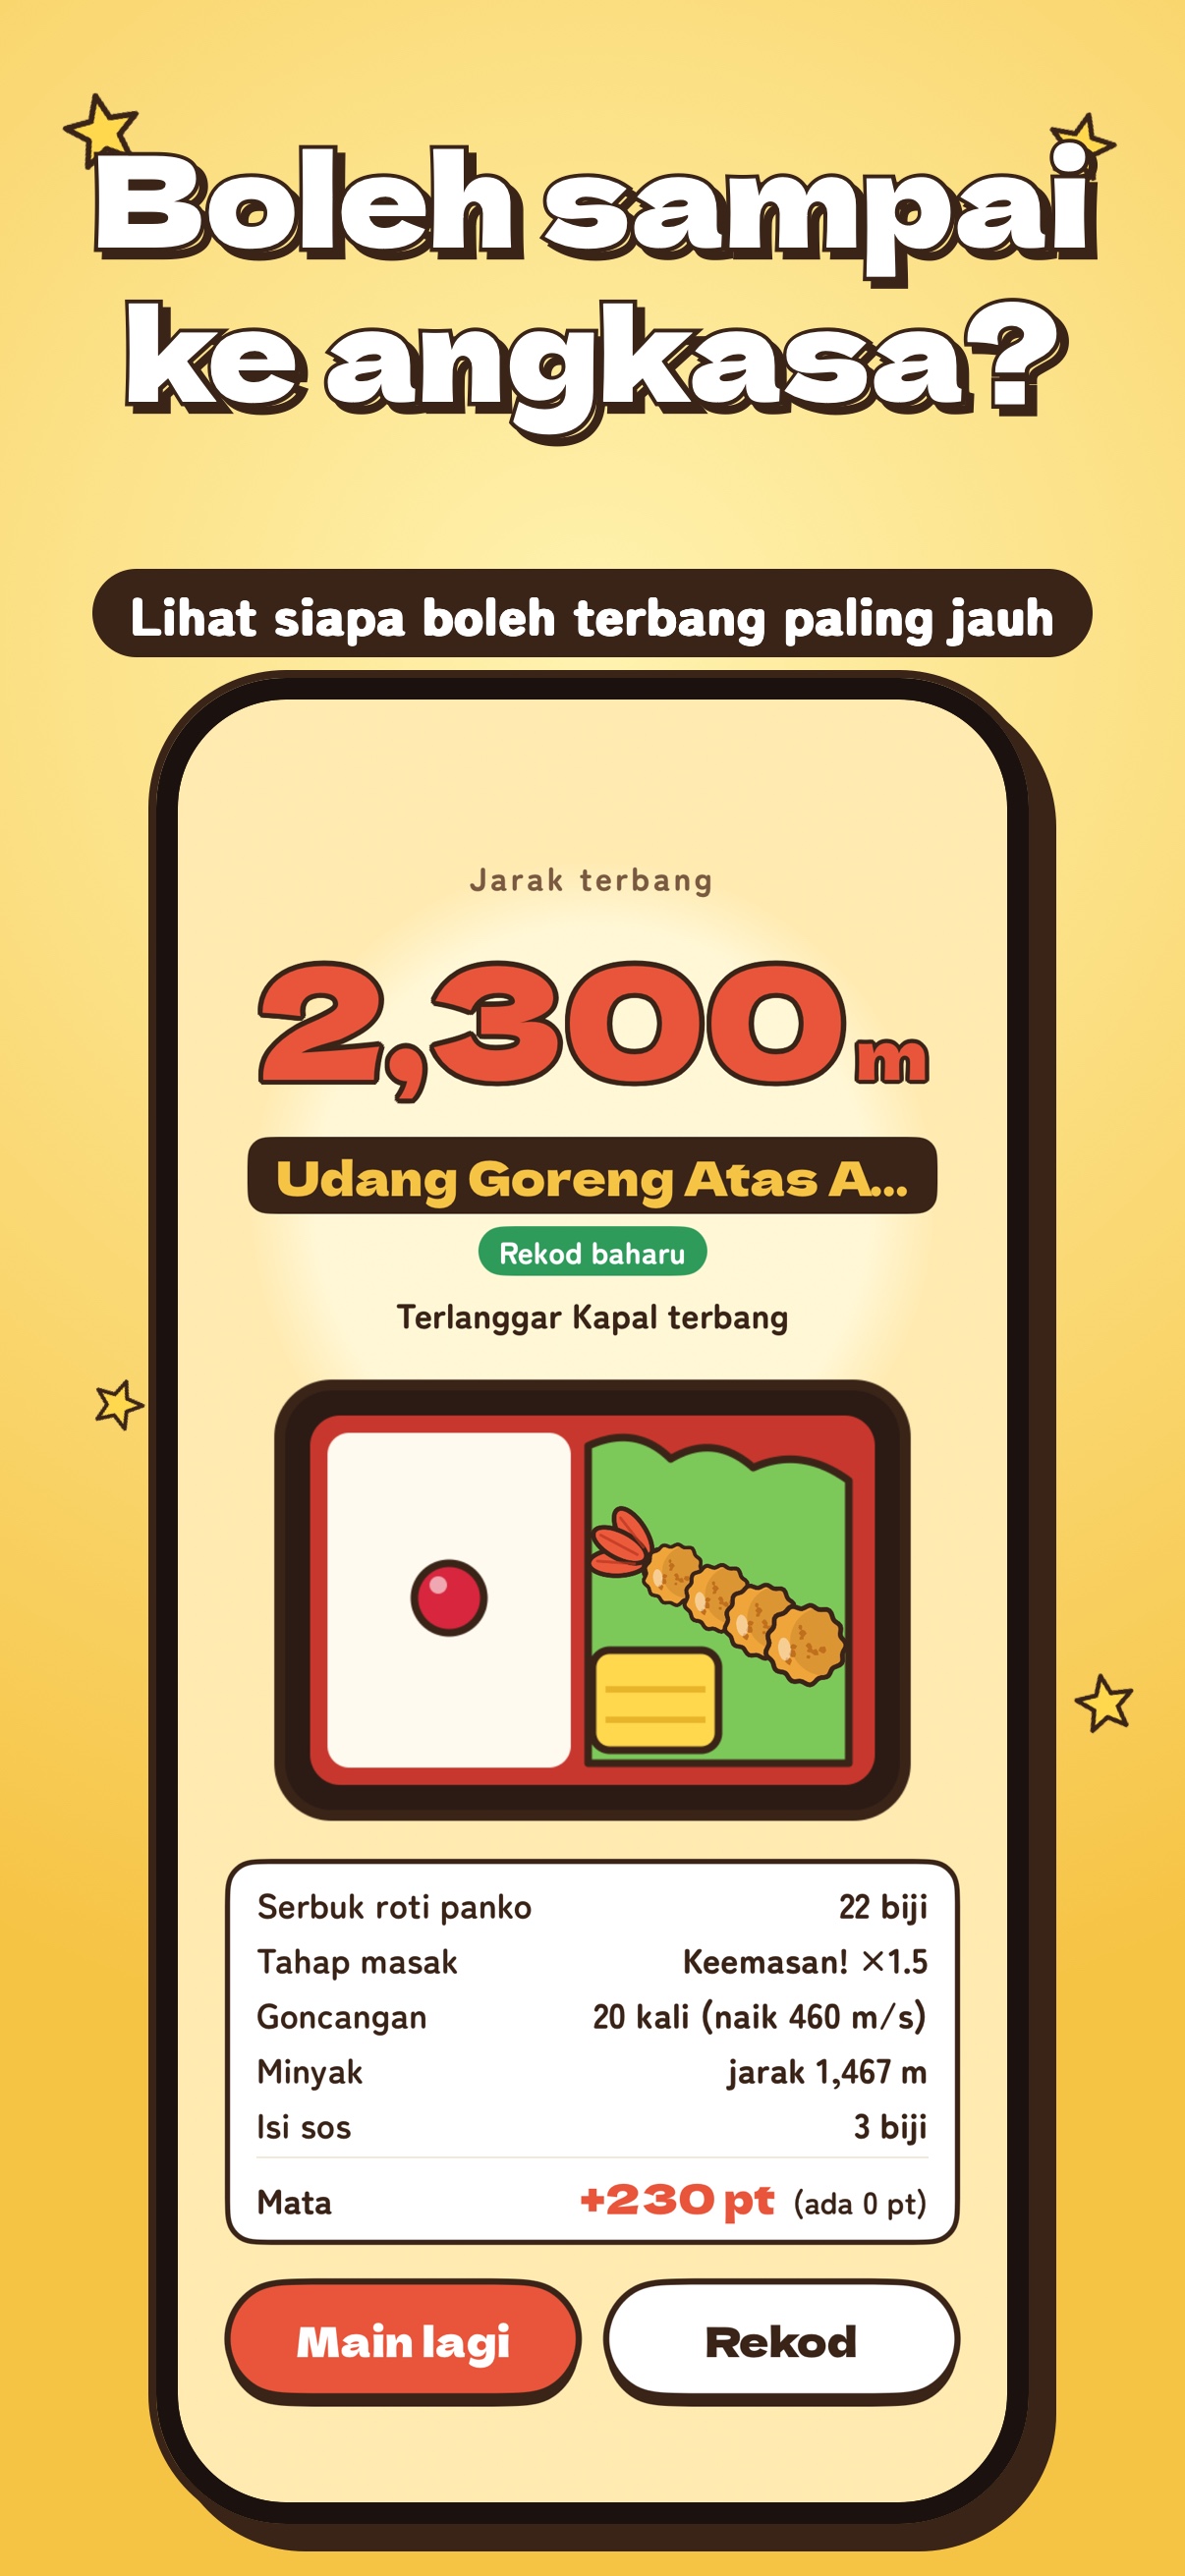 Boleh sampai
ke angkasa?
Lihat siapa boleh terbang paling jauh
Jarak terbang
2,300 m
Udang Goreng Atas A...
Rekod baharu
Terlanggar Kapal terbang
Serbuk roti panko 22 biji
Tahap masak Keemasan! ×1.5
Goncangan 20 kali (naik 460 m/s)
Minyak jarak 1,467 m
Isi sos 3 biji
Mata +230 pt (ada 0 pt)
Main lagi Rekod